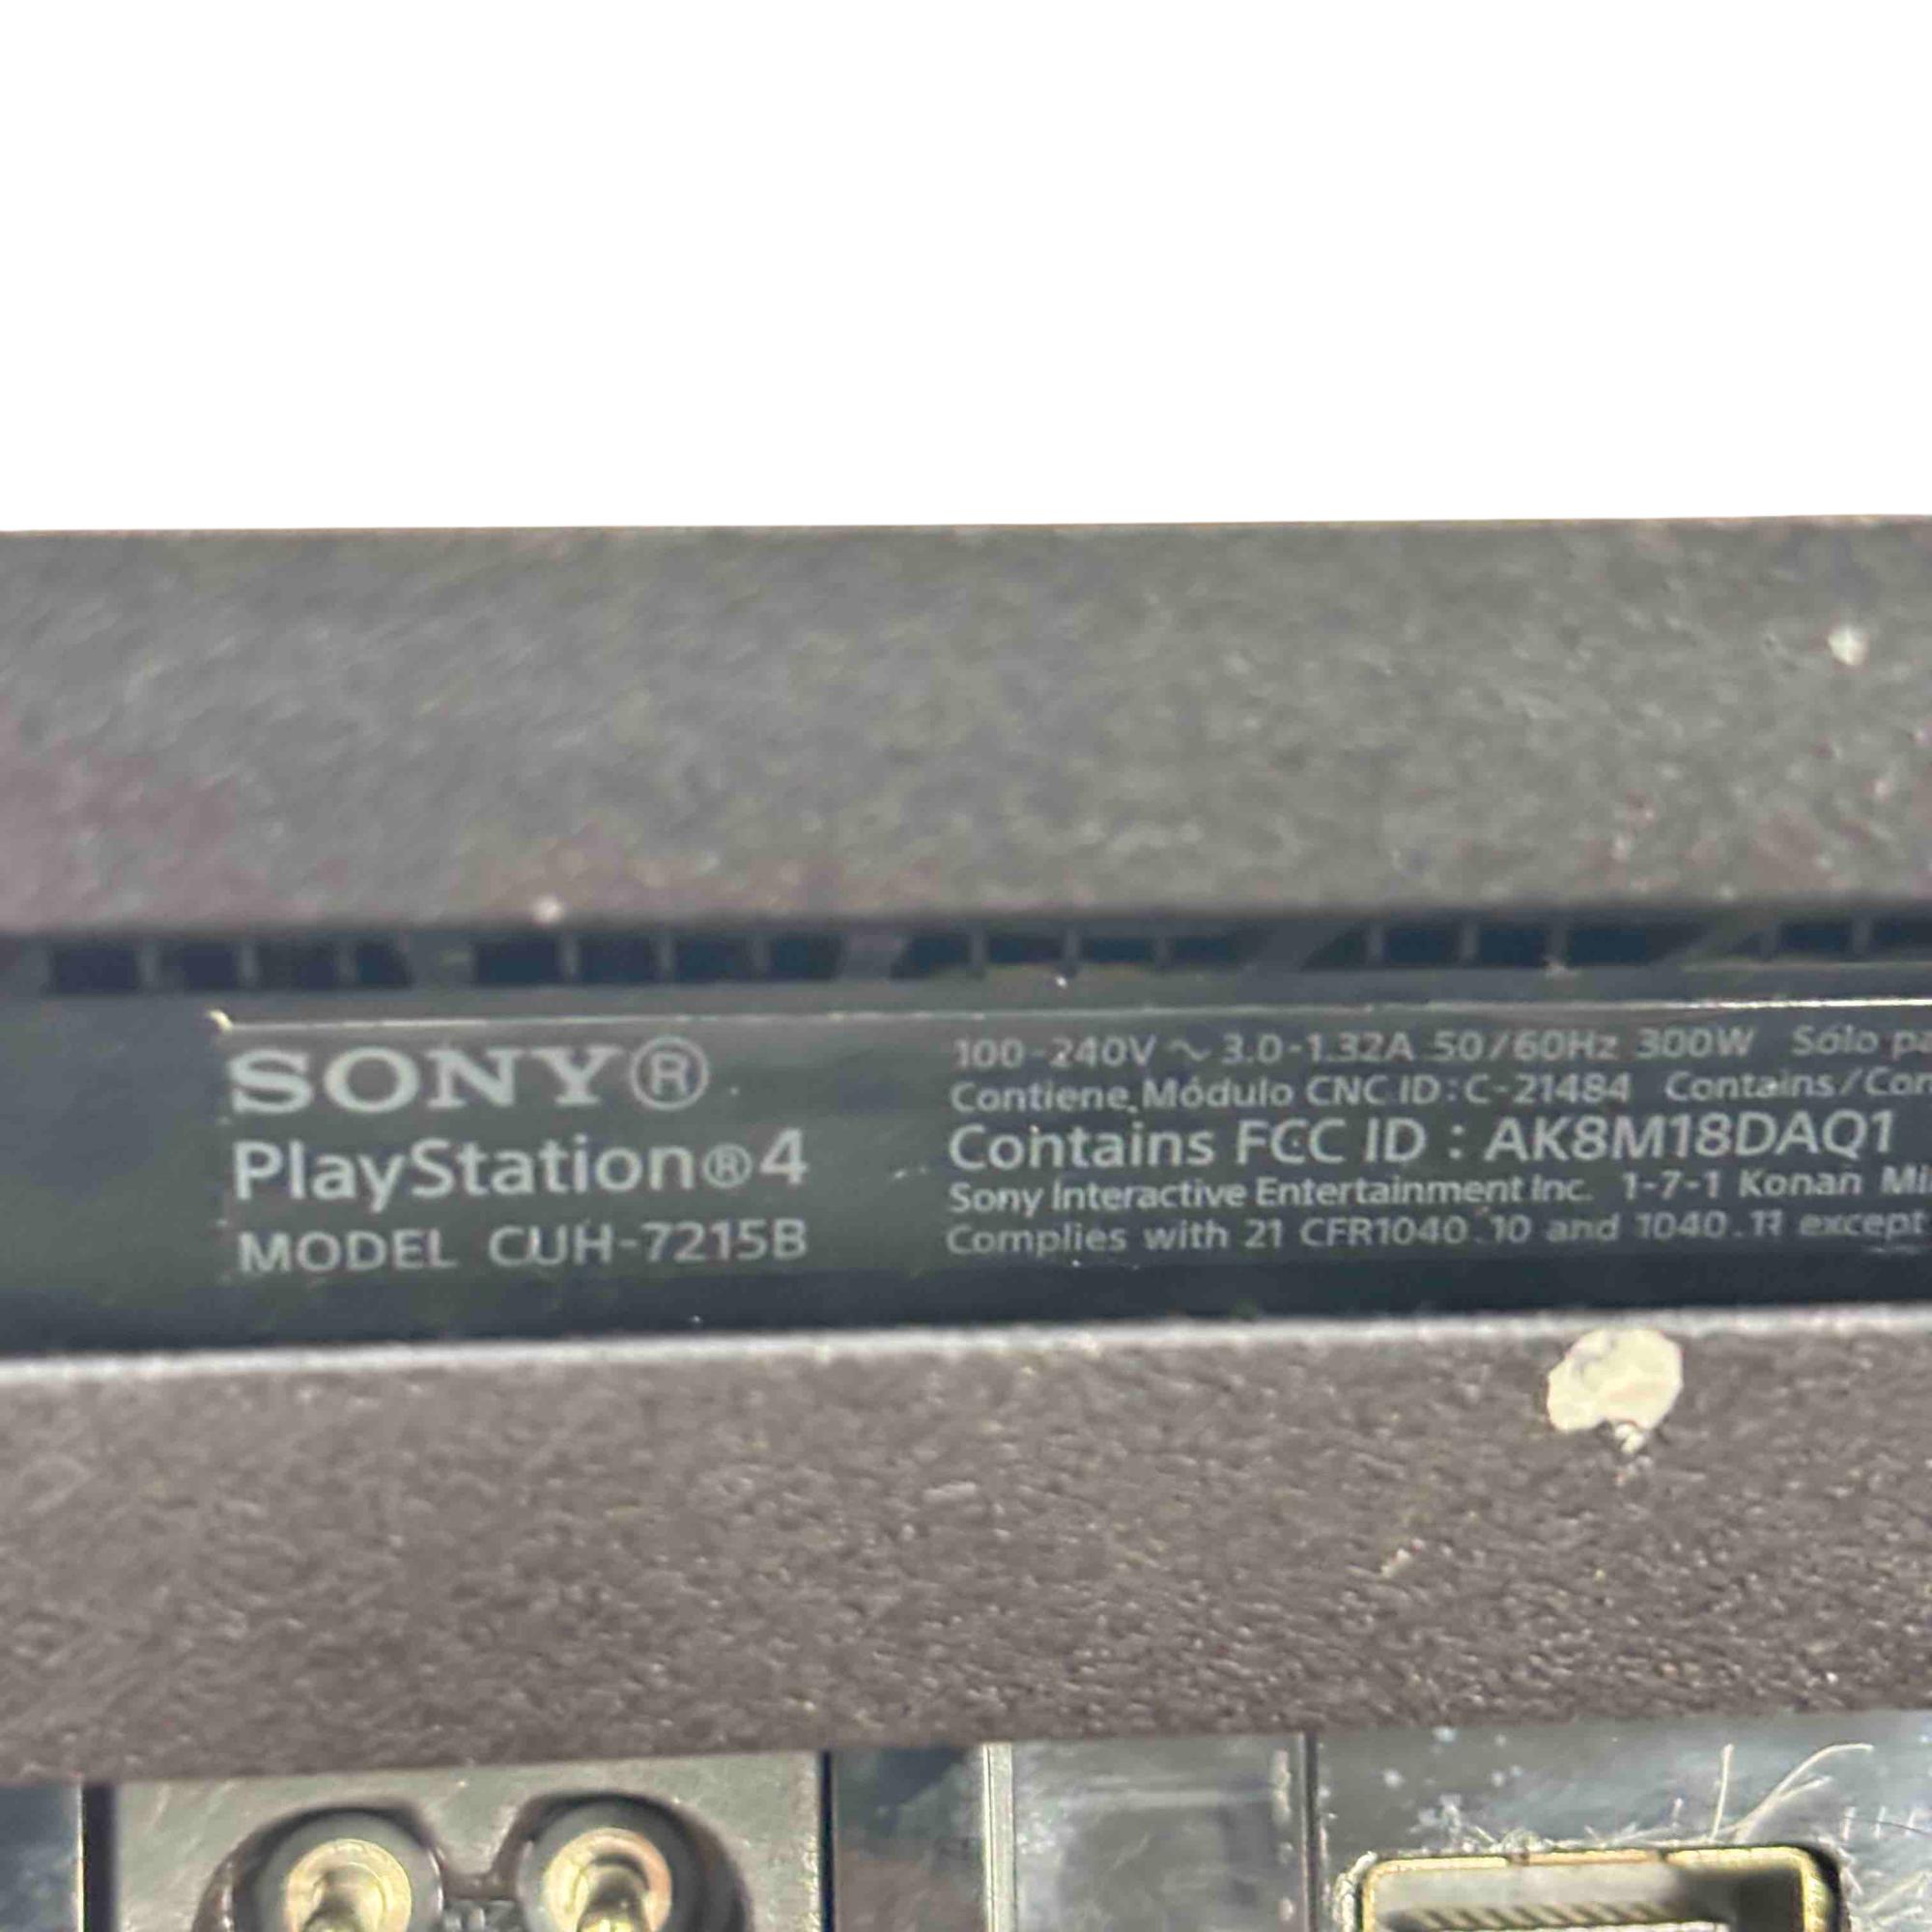 SONY®
PlayStation®4
MODEL CUH-7215B
100-240V ~ 3.0-1.32A 50/60Hz 300W Sólo
Contiene Módulo CNC ID:C-21484 Contains/
Contains FCC ID : AK8M18DAQ1
Sony Interactive Entertainment Inc. 1-7-1 Konan
Complies with 21 CFR1040.10 and 1040.11 except